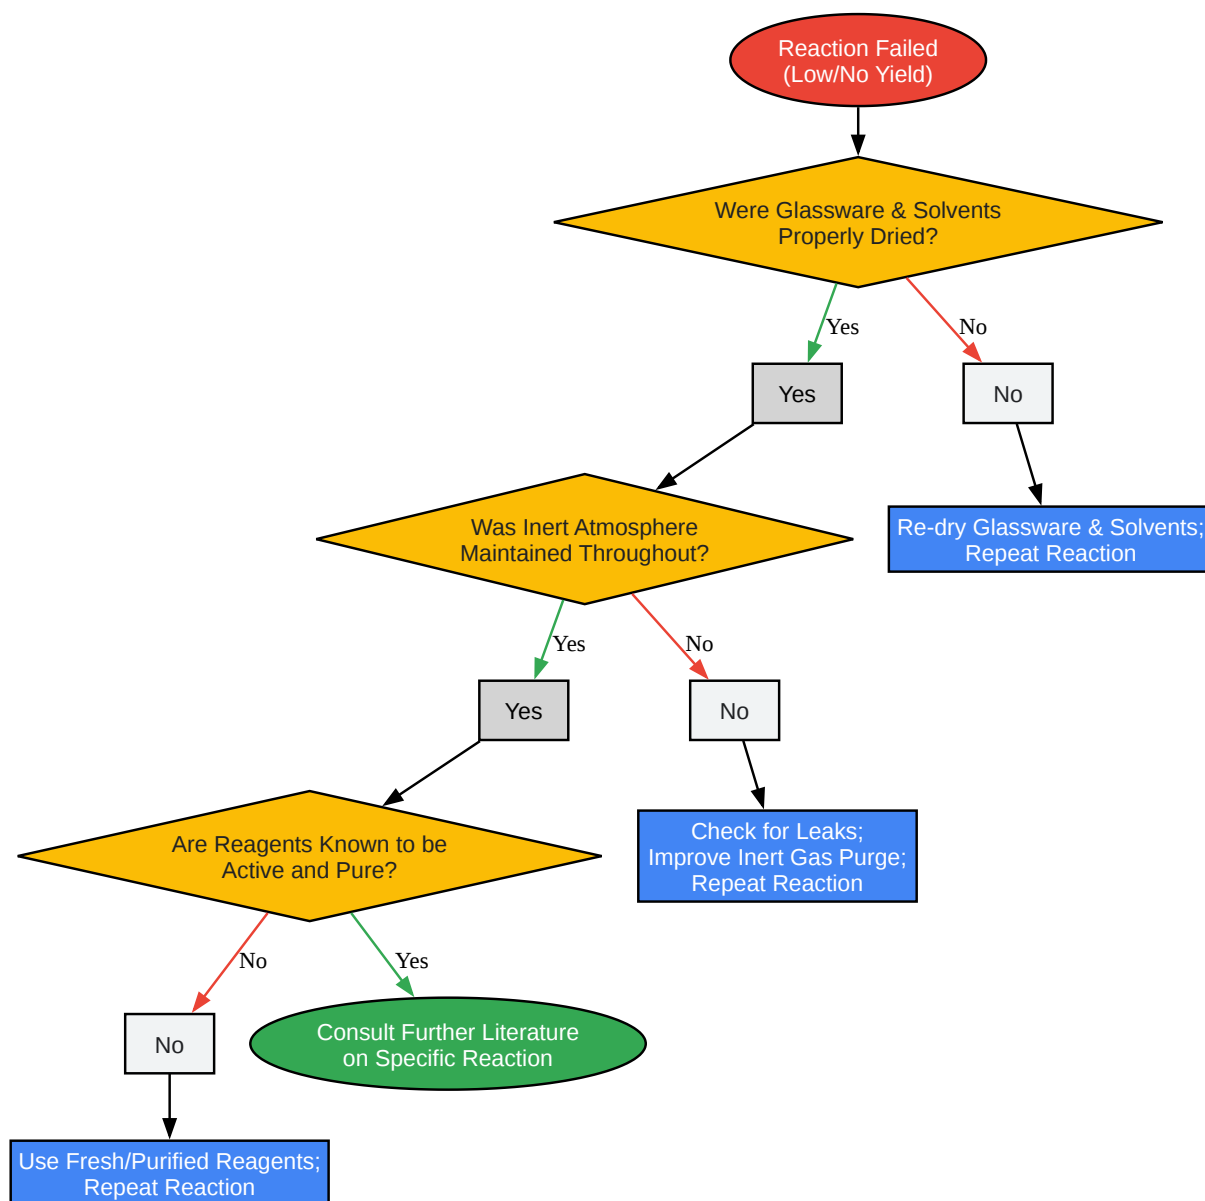 Reaction Failed
(Low/No Yield)
Were Glassware & Solvents
Properly Dried?
Yes
No
Yes
No
Re-dry Glassware & Solvents;
Repeat Reaction
Was Inert Atmosphere
Maintained Throughout?
Yes
No
Yes
No
Check for Leaks;
Improve Inert Gas Purge;
Repeat Reaction
Are Reagents Known to be
Active and Pure?
No
Yes
No
Consult Further Literature
on Specific Reaction
Use Fresh/Purified Reagents;
Repeat Reaction